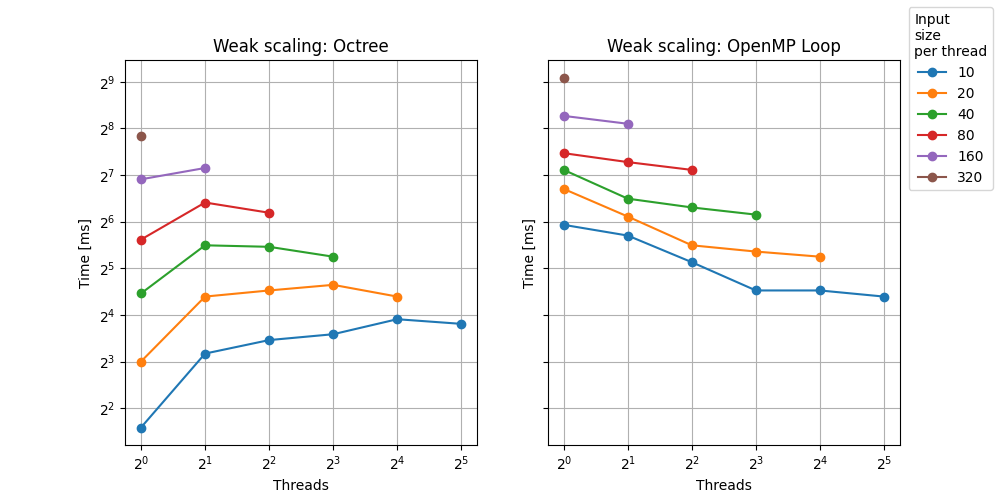 Weak scaling: Octree
Time [ms]
2⁹
2⁸
2⁷
2⁶
2⁵
2⁴
2³
2²
2⁰ 2¹ 2² 2³ 2⁴ 2⁵
Threads
Weak scaling: OpenMP Loop
Time [ms]
2⁰ 2¹ 2² 2³ 2⁴ 2⁵
Threads
Input
size
per thread
10
20
40
80
160
320